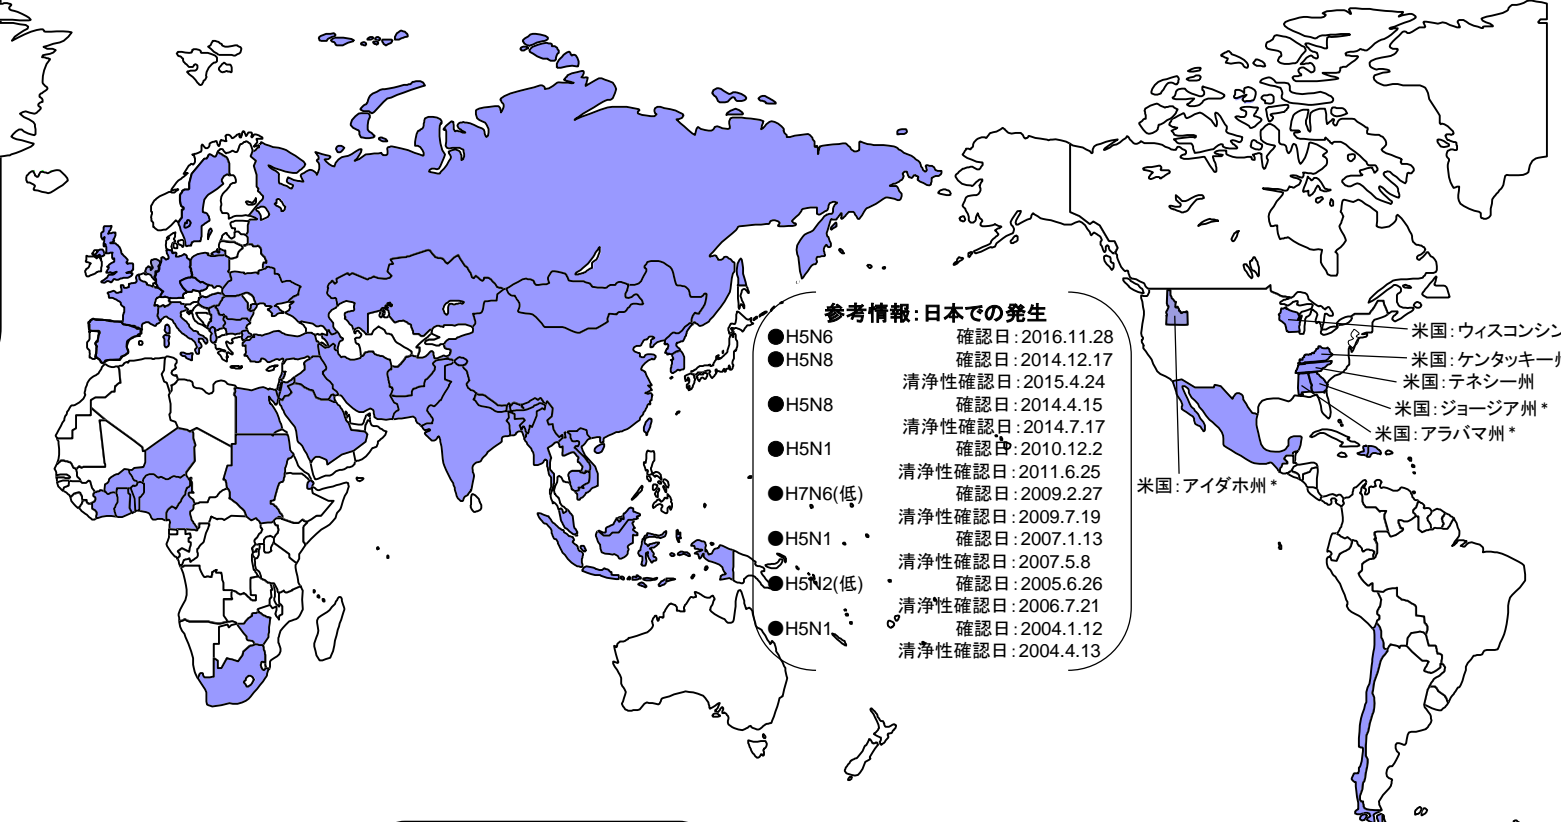 参考情報：日本での発生
●H5N6 確認日：2016.11.28
●H5N8 確認日：2014.12.17
清浄性確認日：2015.4.24
●H5N8 確認日：2014.4.15
清浄性確認日：2014.7.17
●H5N1 確認日：2010.12.2
清浄性確認日：2011.6.25
●H7N6(低) 確認日：2009.2.27
清浄性確認日：2009.7.19
●H5N1 確認日：2007.1.13
清浄性確認日：2007.5.8
●H5N2(低) 確認日：2005.6.26
清浄性確認日：2006.7.21
●H5N1 確認日：2004.1.12
清浄性確認日：2004.4.13
米国：ウィスコンシン
米国：ケンタッキー州
米国：テネシー州
米国：ジョージア州*
米国：アラバマ州*
米国：アイダホ州*